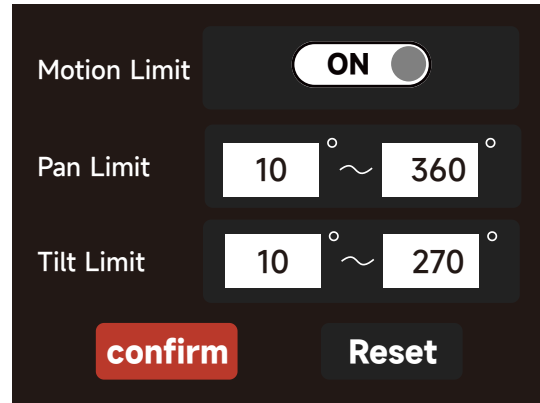 Motion Limit ON
Pan Limit 10° ~ 360°
Tilt Limit 10° ~ 270°
confirm Reset